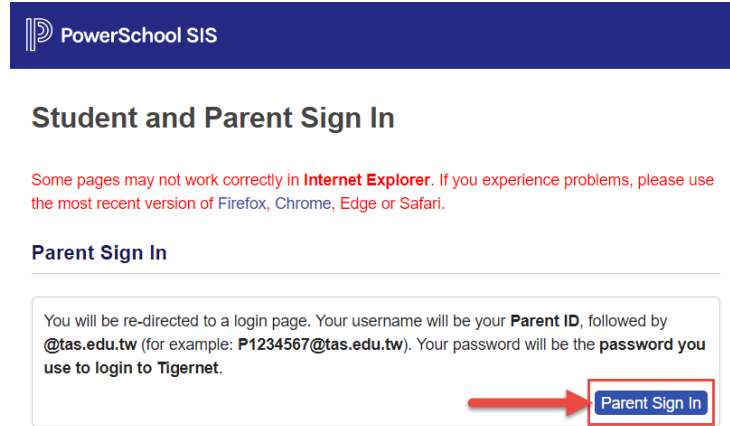 PowerSchool SIS
Student and Parent Sign In
Some pages may not work correctly in Internet Explorer. If you experience problems, please use
the most recent version of Firefox, Chrome, Edge or Safari.
Parent Sign In
You will be re-directed to a login page. Your username will be your Parent ID, followed by
@tas.edu.tw (for example: P1234567@tas.edu.tw). Your password will be the password you
use to login to Tigernet.
Parent Sign In